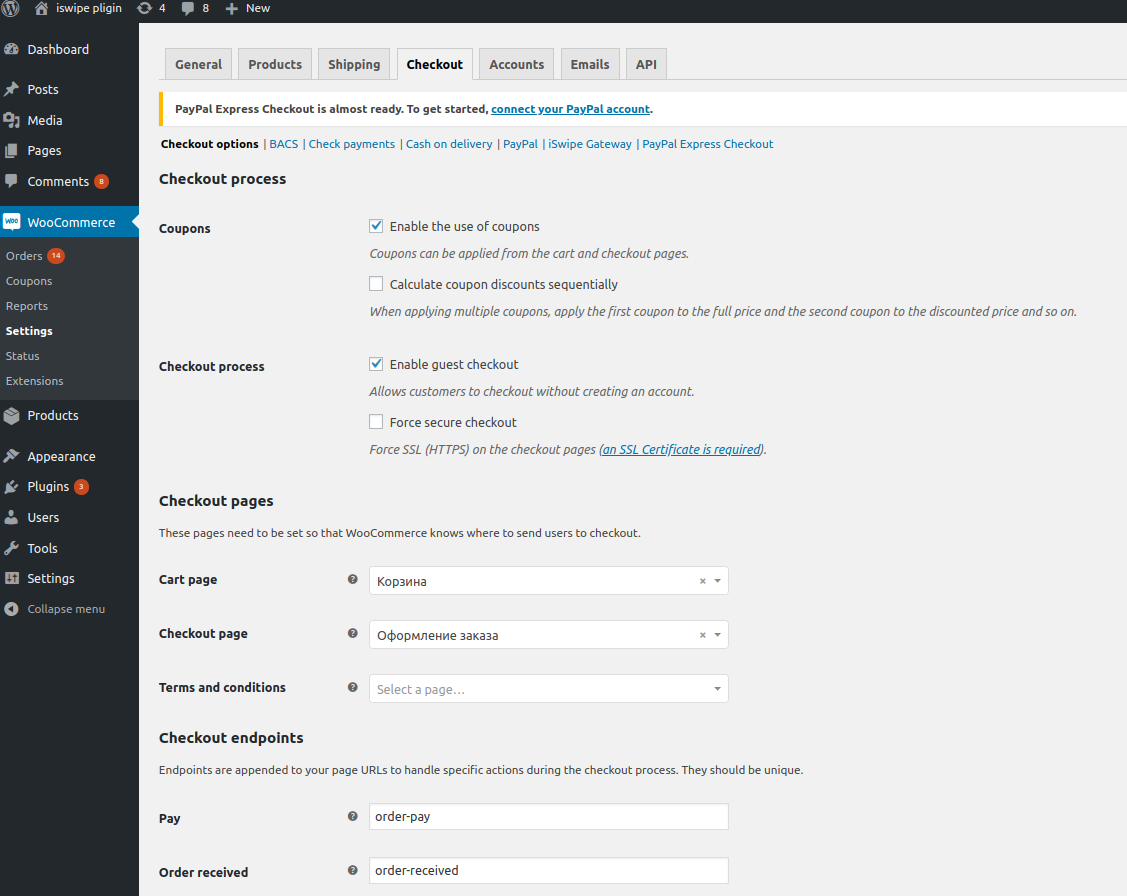 iswipe pligin 4 8 New
Dashboard
Posts
Media
Pages
Comments 8
WooCommerce
Orders 14
Coupons
Reports
Settings
Status
Extensions
Products
Appearance
Plugins 3
Users
Tools
Settings
Collapse menu
General Products Shipping Checkout Accounts Emails API
PayPal Express Checkout is almost ready. To get started, connect your PayPal account.
Checkout options | BACS | Check payments | Cash on delivery | PayPal | iSwipe Gateway | PayPal Express Checkout
Checkout process
Coupons Enable the use of coupons
Coupons can be applied from the cart and checkout pages.
Calculate coupon discounts sequentially
When applying multiple coupons, apply the first coupon to the full price and the second coupon to the discounted price and so on.
Checkout process Enable guest checkout
Allows customers to checkout without creating an account.
Force secure checkout
Force SSL (HTTPS) on the checkout pages (an SSL Certificate is required).
Checkout pages
These pages need to be set so that WooCommerce knows where to send users to checkout.
Cart page ? Корзина ×
Checkout page ? Оформление заказа ×
Terms and conditions ? Select a page…
Checkout endpoints
Endpoints are appended to your page URLs to handle specific actions during the checkout process. They should be unique.
Pay ? order-pay
Order received ? order-received